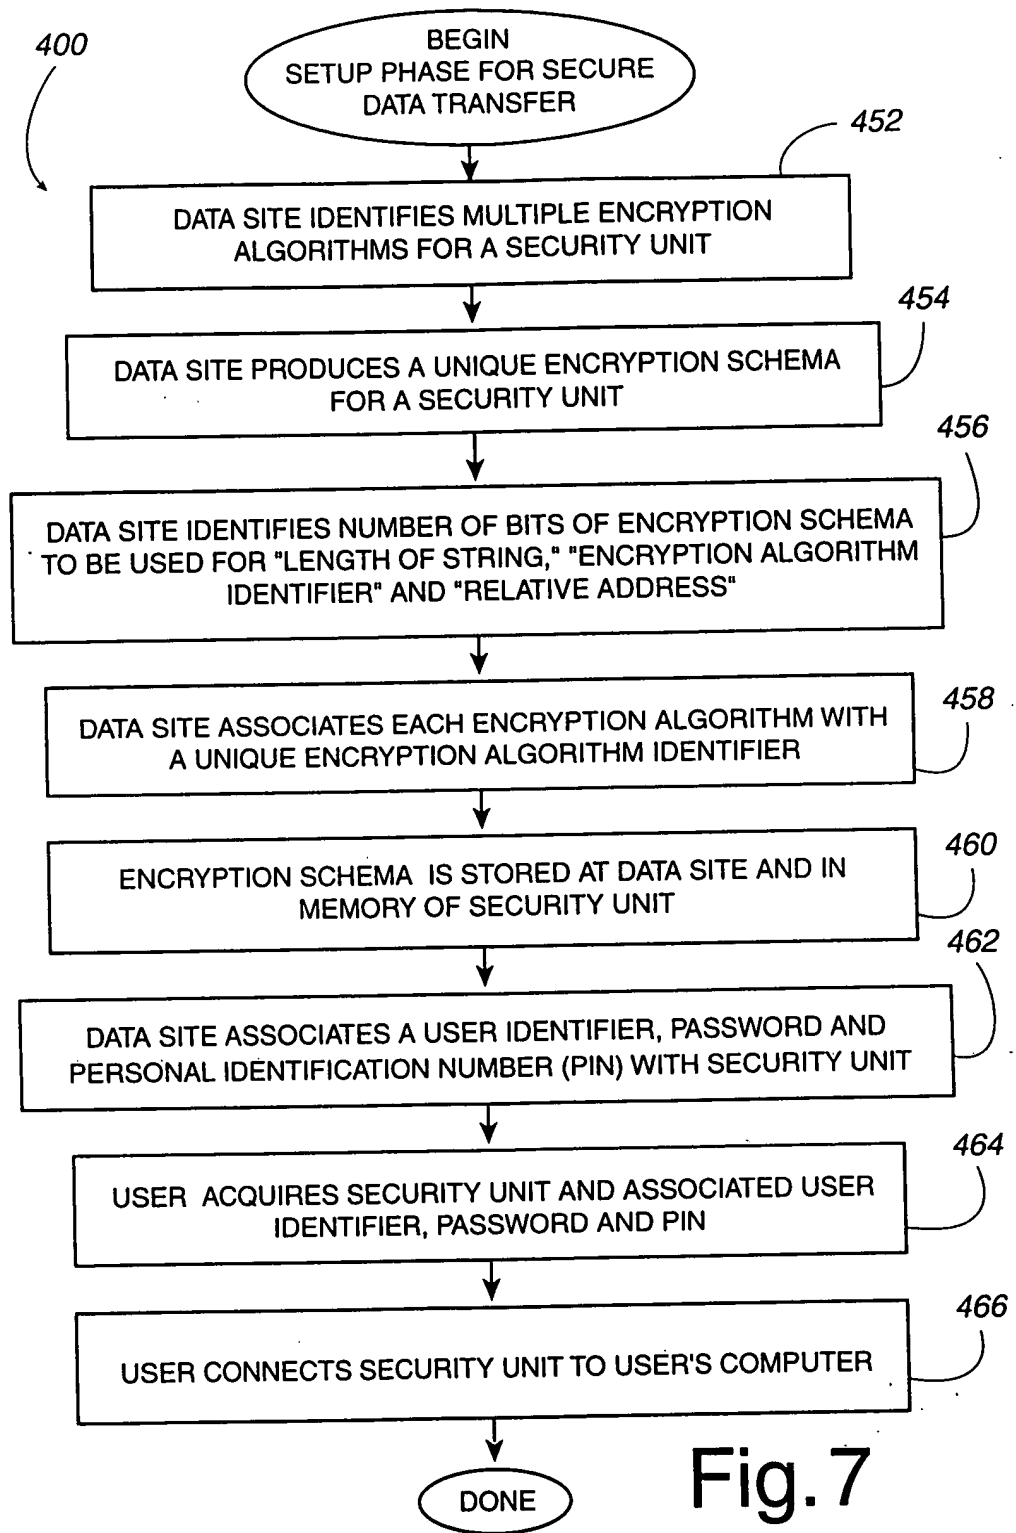 400
BEGIN
SETUP PHASE FOR SECURE
DATA TRANSFER
452
DATA SITE IDENTIFIES MULTIPLE ENCRYPTION
ALGORITHMS FOR A SECURITY UNIT
454
DATA SITE PRODUCES A UNIQUE ENCRYPTION SCHEMA
FOR A SECURITY UNIT
456
DATA SITE IDENTIFIES NUMBER OF BITS OF ENCRYPTION SCHEMA
TO BE USED FOR "LENGTH OF STRING," "ENCRYPTION ALGORITHM
IDENTIFIER" AND "RELATIVE ADDRESS"
458
DATA SITE ASSOCIATES EACH ENCRYPTION ALGORITHM WITH
A UNIQUE ENCRYPTION ALGORITHM IDENTIFIER
460
ENCRYPTION SCHEMA IS STORED AT DATA SITE AND IN
MEMORY OF SECURITY UNIT
462
DATA SITE ASSOCIATES A USER IDENTIFIER, PASSWORD AND
PERSONAL IDENTIFICATION NUMBER (PIN) WITH SECURITY UNIT
464
USER ACQUIRES SECURITY UNIT AND ASSOCIATED USER
IDENTIFIER, PASSWORD AND PIN
466
USER CONNECTS SECURITY UNIT TO USER'S COMPUTER
DONE
Fig. 7